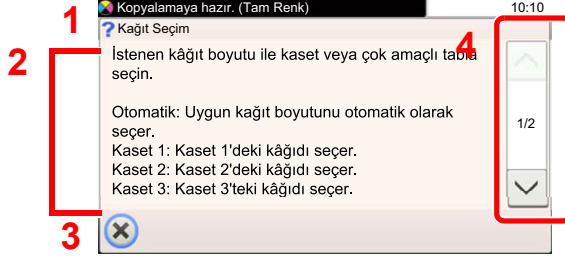 Kopyalamaya hazır. (Tam Renk) 10:10
1
? Kağıt Seçim
2
4
İstenen kâğıt boyutu ile kaset veya çok amaçlı tabla
seçin.
Otomatik: Uygun kağıt boyutunu otomatik olarak
seçer.
1/2
Kaset 1: Kaset 1'deki kâğıdı seçer.
Kaset 2: Kaset 2'deki kâğıdı seçer.
Kaset 3: Kaset 3'teki kâğıdı seçer.
3